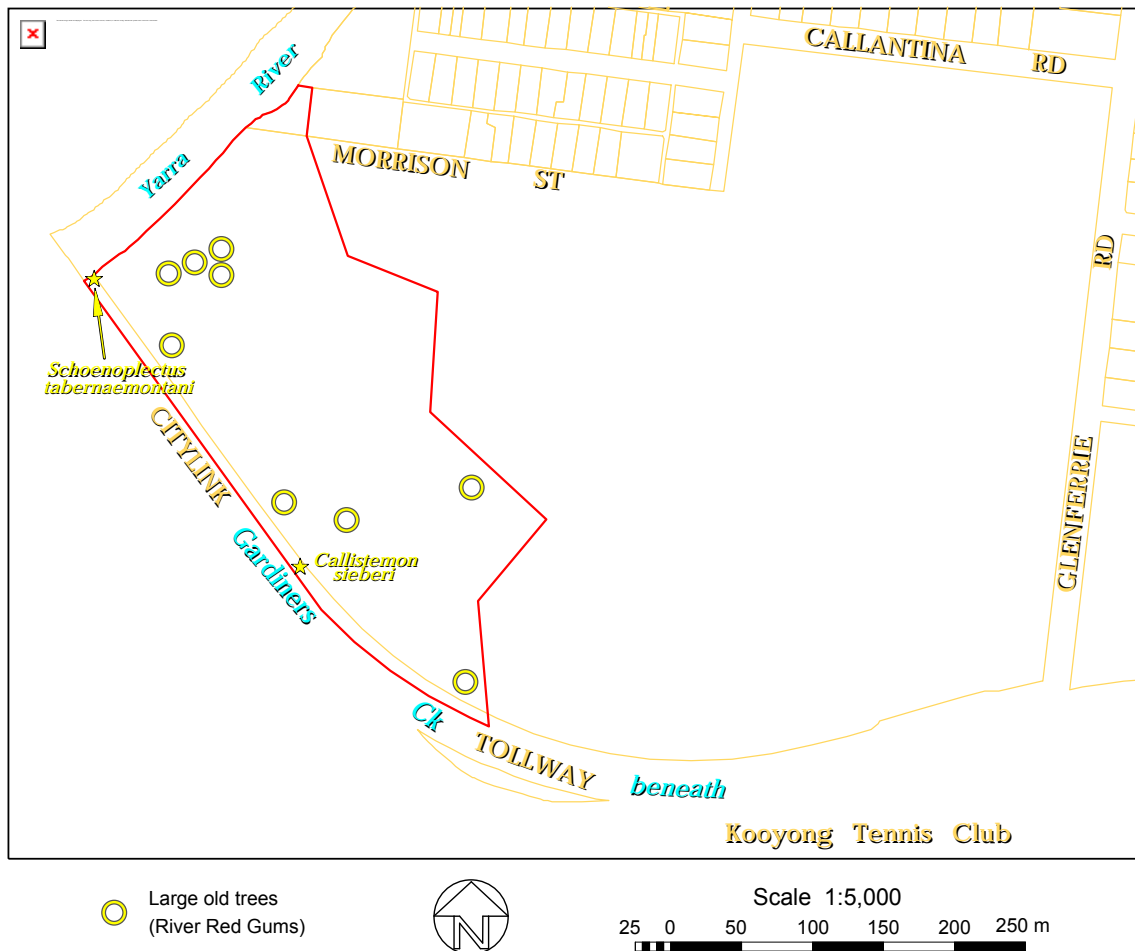 CALLANTINA RD
River
Yarra
MORRISON ST
RD
GLENFERRIE
Schoenoplectus
tabernaemontani
CITYLINK
Gardiners
Callistemon
sieberi
Ck
TOLLWAY
beneath
Kooyong Tennis Club
Large old trees
(River Red Gums)
N
Scale 1:5,000
25 0 50 100 150 200 250 m